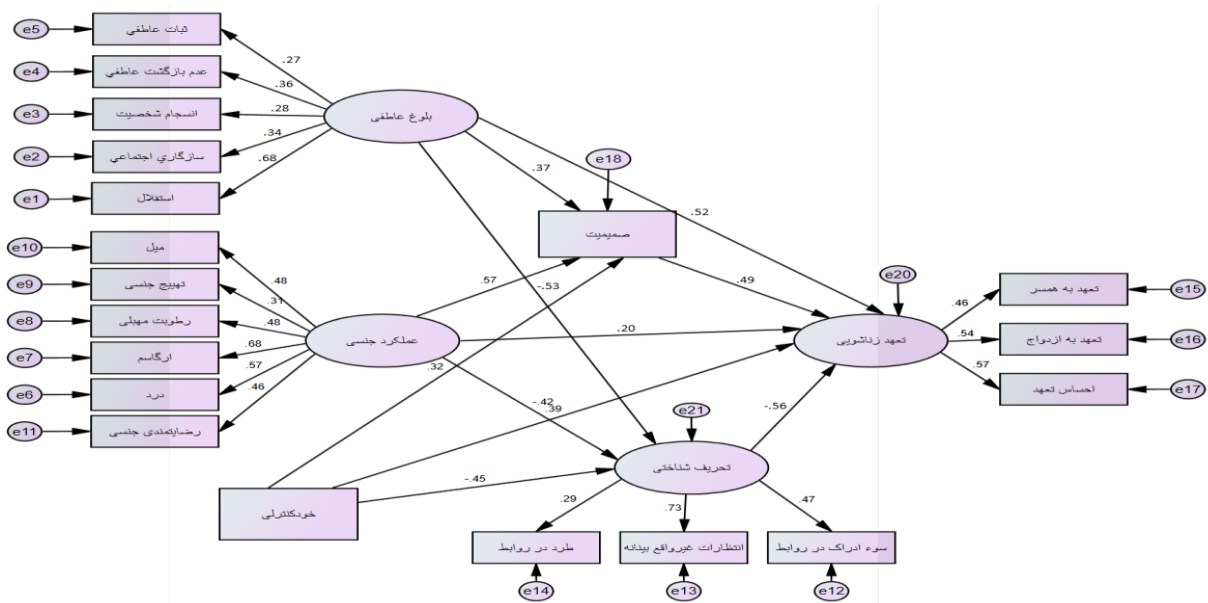 e5
ثبات عاطفي
.27
e4
عدم بازگشت عاطفي
.36
e3
انسجام شخصيت
.28
e2
سازگاري اجتماعي
.34
e1
استقلال
.68
بلوغ عاطفی
.37
e18
.52
صمیمیت
e10
میل
.48
e9
تهییج جنسی
.31
e8
رطوبت مهبلی
.48
e7
ارگاسم
.68
e6
درد
.57
e11
رضایتمندی جنسی
.46
عملکرد جنسی
.57
-.53
.49
e20
.20
تعهد زناشویی
.46
تعهد به همسر
e15
.54
تعهد به ازدواج
e16
.57
احساس تعهد
e17
.32
-.42
.39
e21
-.56
خودکنترلی
-.45
تحریف شناختی
.29
.73
.47
طرد در روابط
انتظارات غیرواقع بینانه
سوء ادراک در روابط
e14
e13
e12